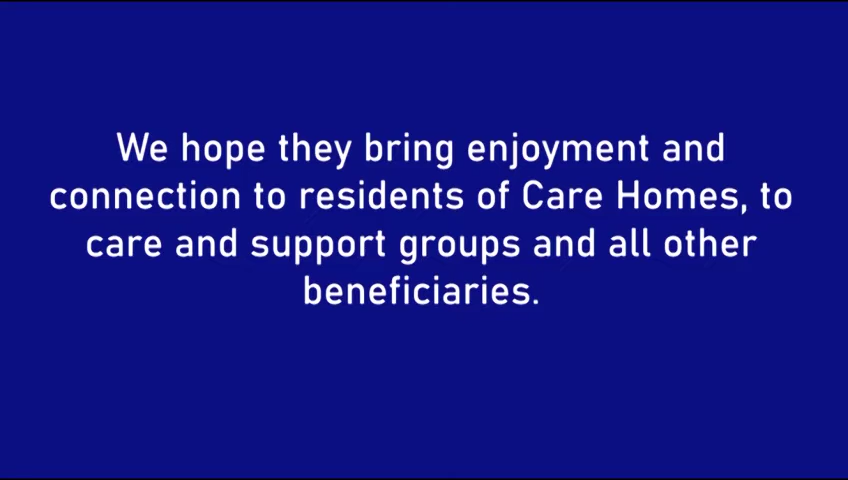 We hope they bring enjoyment and
connection to residents of Care Homes, to
care and support groups and all other
beneficiaries.